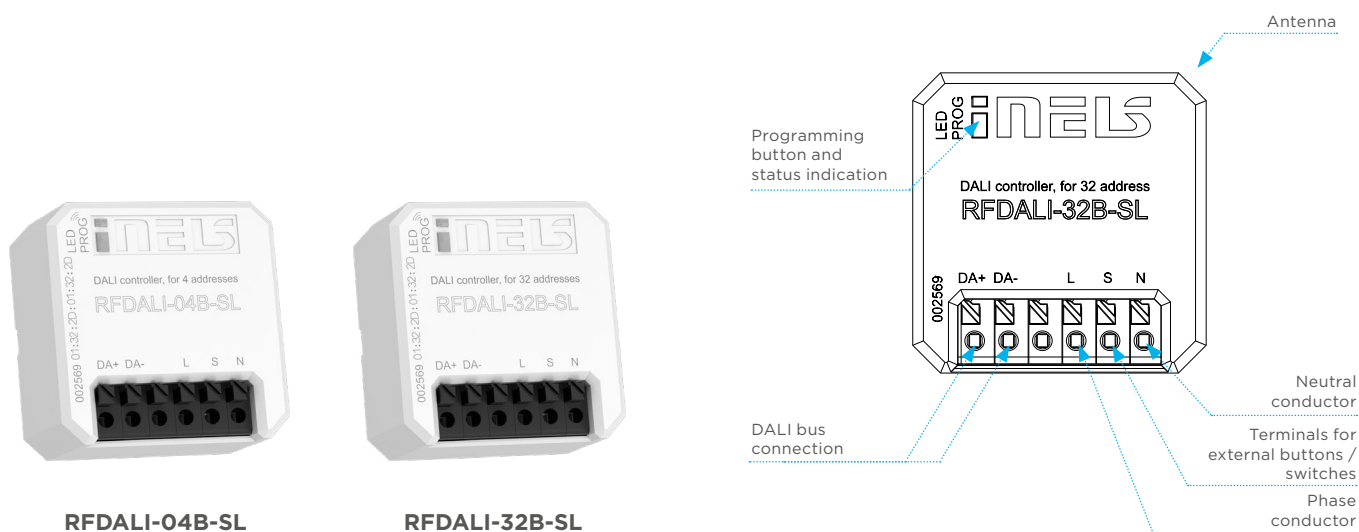 LED
PROG
iNELS
DALI controller, for 4 addresses
RFDALI-04B-SL
002569 01:32:2D:01:32:2D
DA+ DA- L S N
RFDALI-04B-SL
LED
PROG
iNELS
DALI controller, for 32 addresses
RFDALI-32B-SL
002569 01:32:2D:01:32:2D
DA+ DA- L S N
RFDALI-32B-SL
Antenna
Programming
button and
status indication
LED
PROG
iNELS
DALI controller, for 32 address
RFDALI-32B-SL
002569
DA+ DA- L S N
DALI bus
connection
Neutral
conductor
Terminals for
external buttons /
switches
Phase
conductor